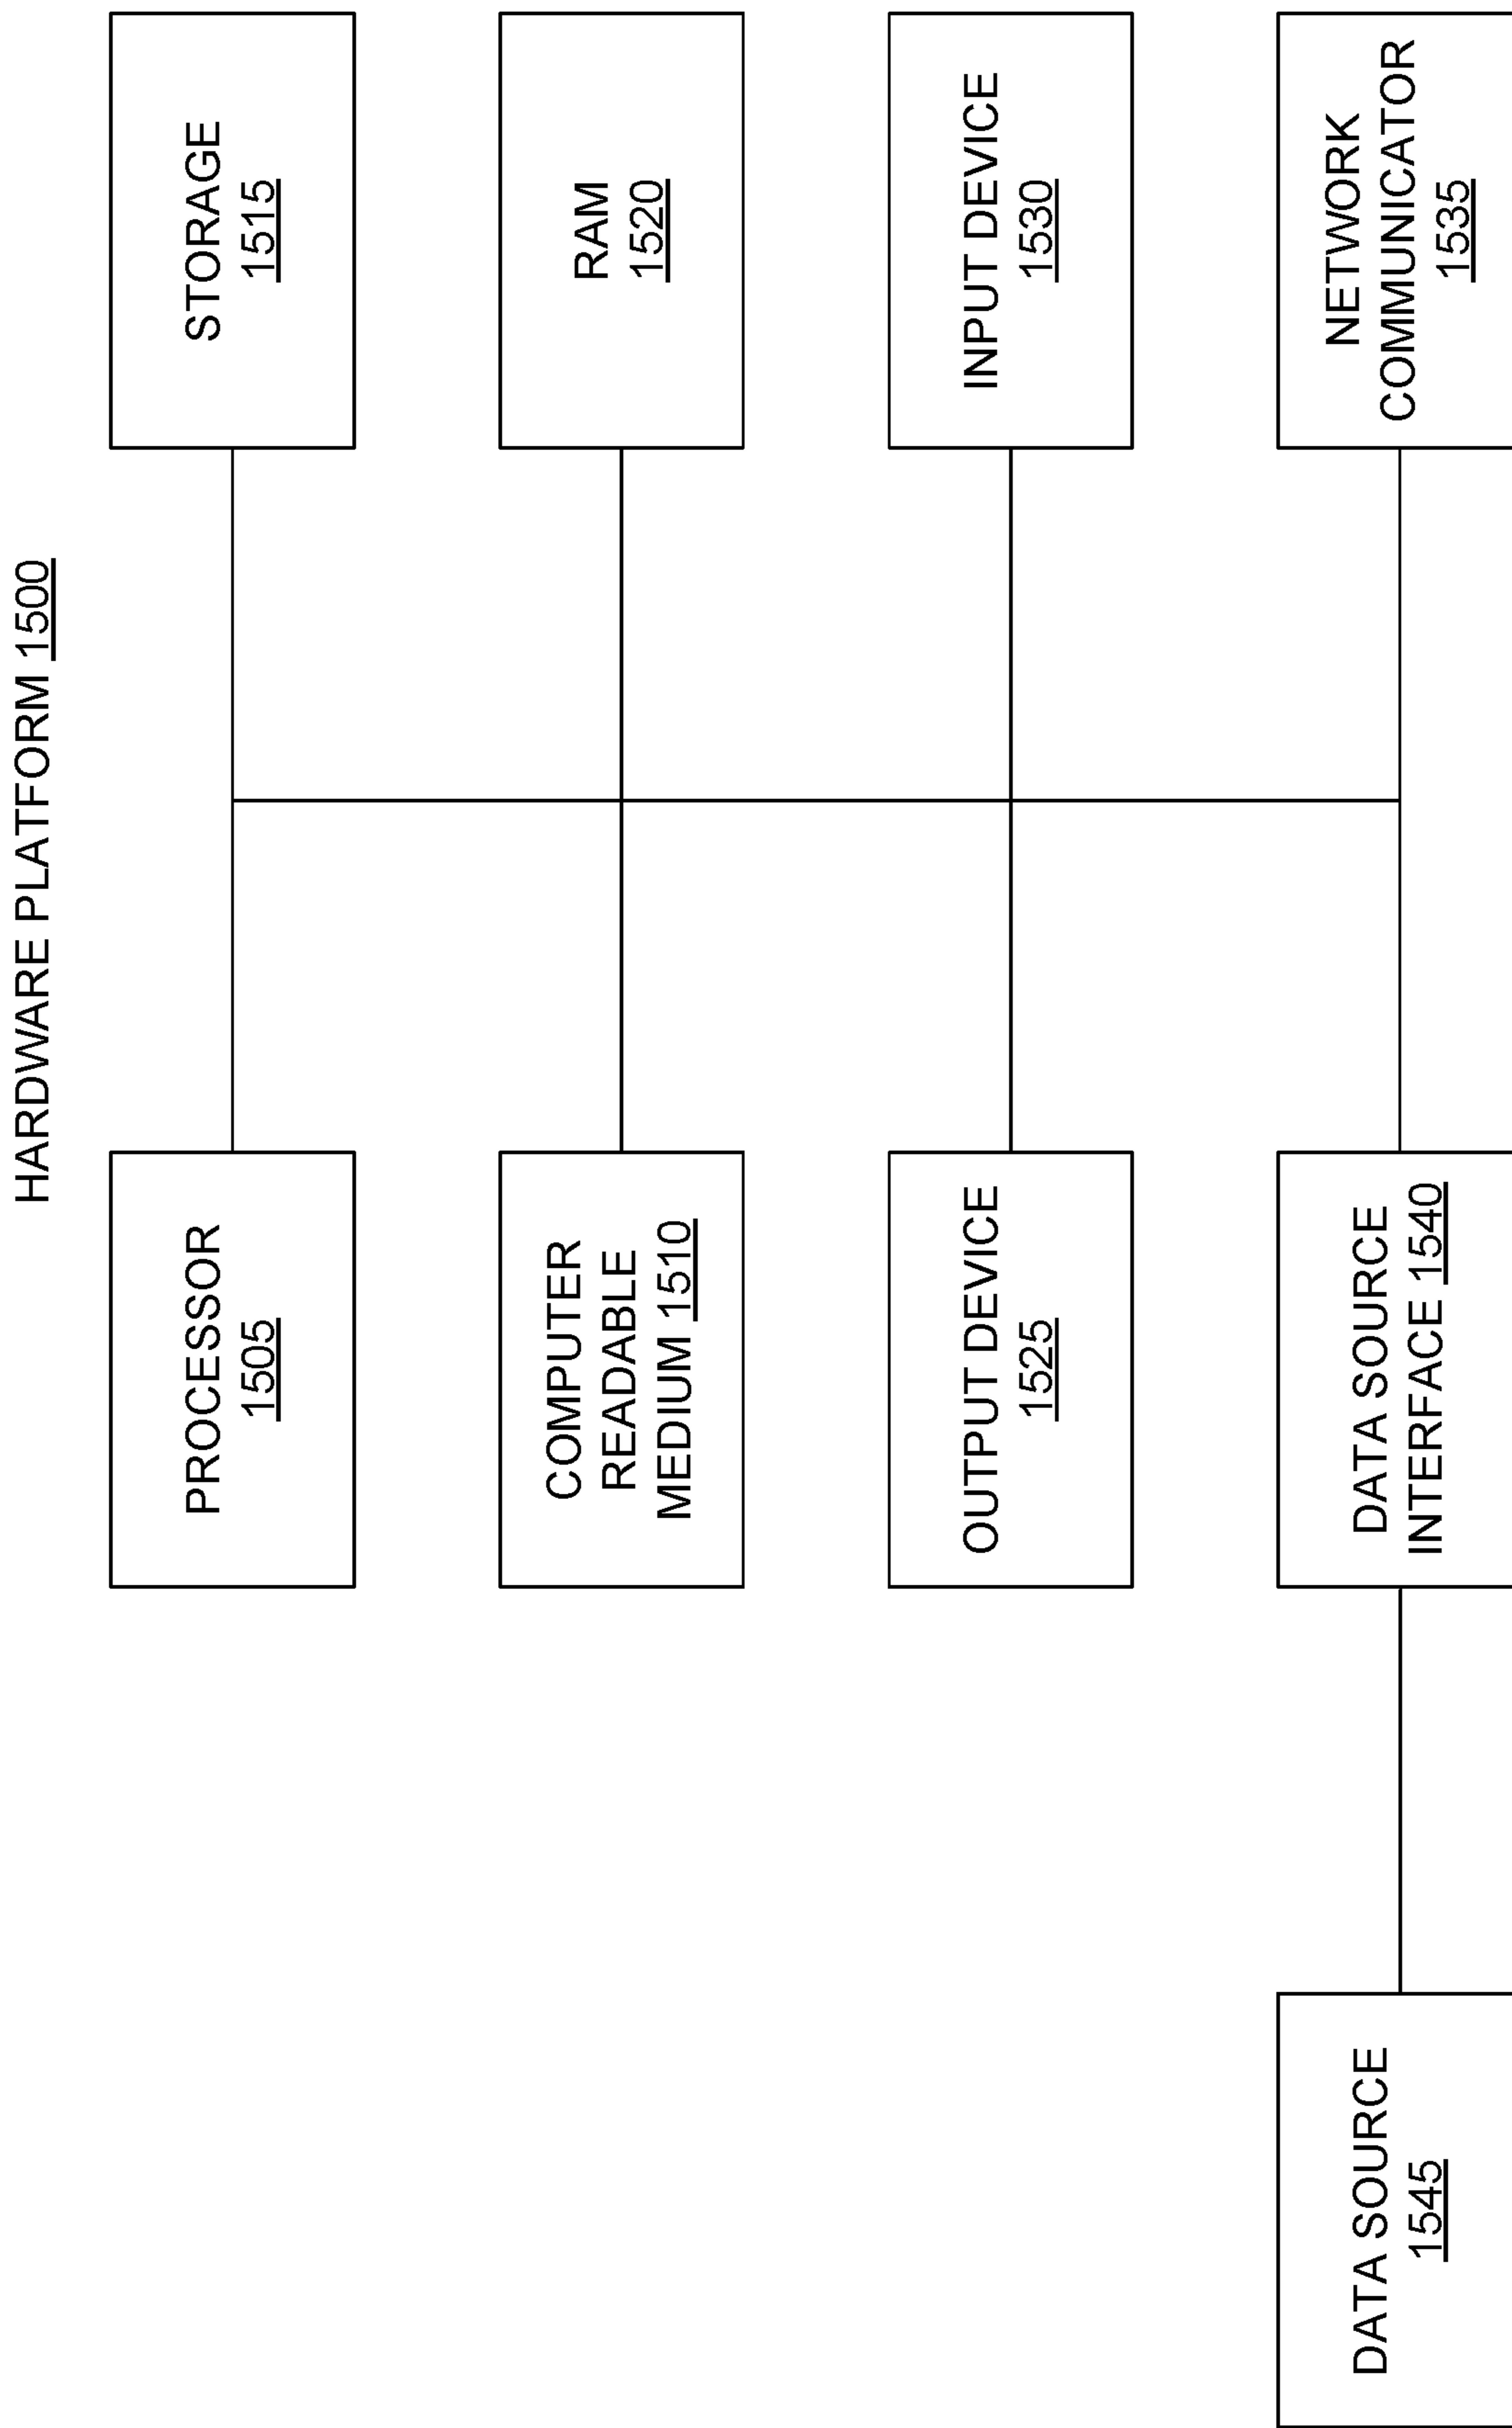 HARDWARE PLATFORM 1500
PROCESSOR
1505
STORAGE
1515
COMPUTER
READABLE
MEDIUM 1510
RAM
1520
OUTPUT DEVICE
1525
INPUT DEVICE
1530
DATA SOURCE
1545
DATA SOURCE
INTERFACE 1540
NETWORK
COMMUNICATOR
1535